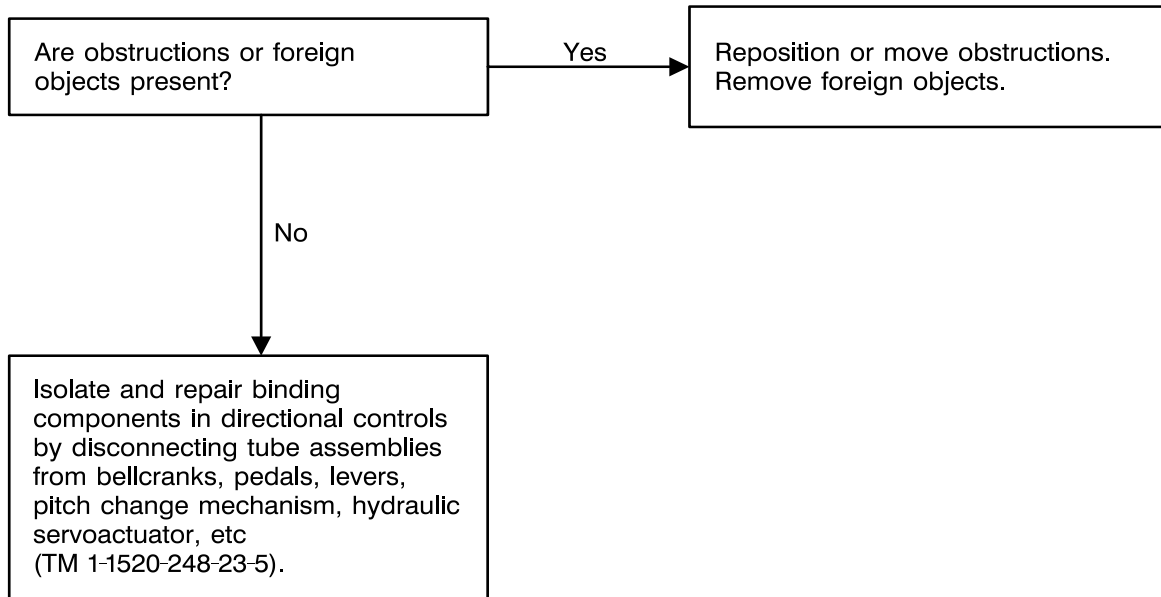 Are obstructions or foreign
objects present?
Yes
Reposition or move obstructions.
Remove foreign objects.
No
Isolate and repair binding
components in directional controls
by disconnecting tube assemblies
from bellcranks, pedals, levers,
pitch change mechanism, hydraulic
servoactuator, etc
(TM 1-1520-248-23-5).